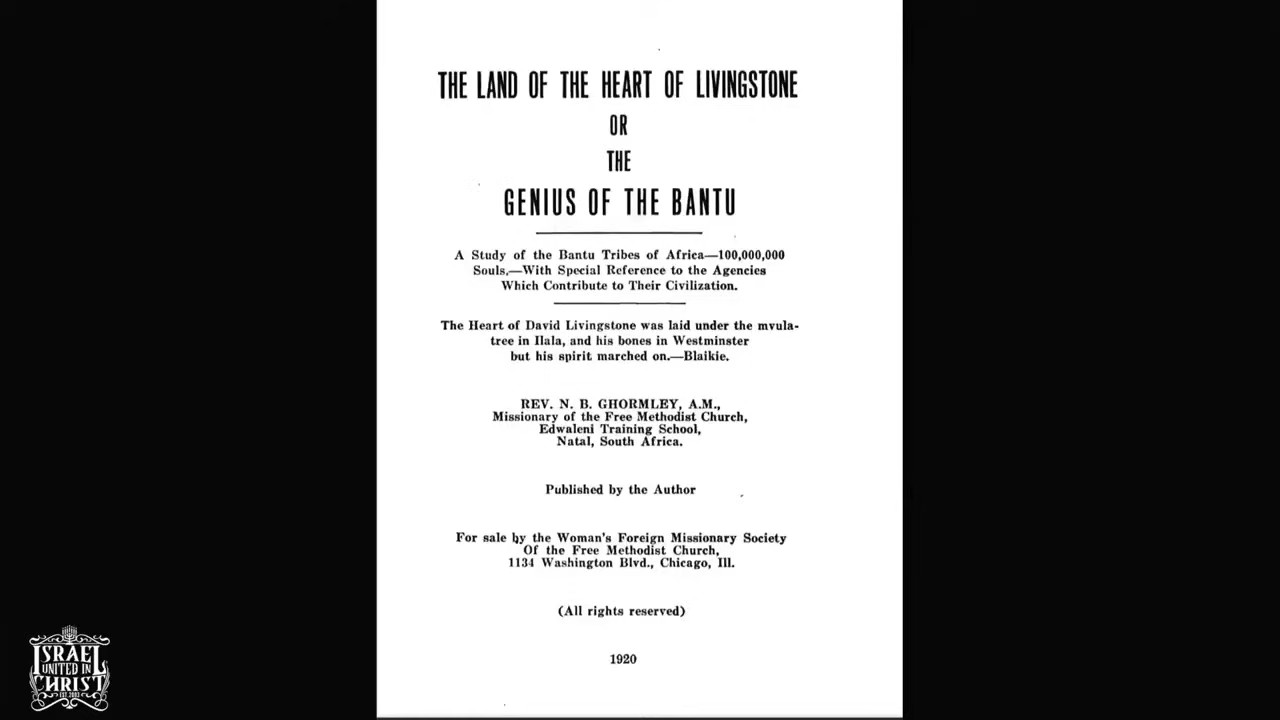 THE LAND OF THE HEART OF LIVINGSTONE
OR
THE
GENIUS OF THE BANTU
A Study of the Bantu Tribes of Africa—100,000,000
Souls,—With Special Reference to the Agencies
Which Contribute to Their Civilization.
The Heart of David Livingstone was laid under the mvula-
tree in Ilala, and his bones in Westminster
but his spirit marched on.—Blaikie.
REV. N. B. GHORMLEY, A.M.,
Missionary of the Free Methodist Church,
Edwaleni Training School,
Natal, South Africa.
Published by the Author
For sale by the Woman's Foreign Missionary Society
Of the Free Methodist Church,
1134 Washington Blvd., Chicago, Ill.
(All rights reserved)
1920
ISRAEL
UNITED IN
CHRIST
EST. 2003